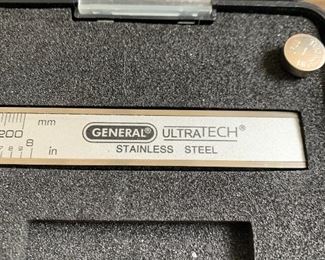 200 mm
8 in
GENERAL® ULTRATECH®
STAINLESS STEEL